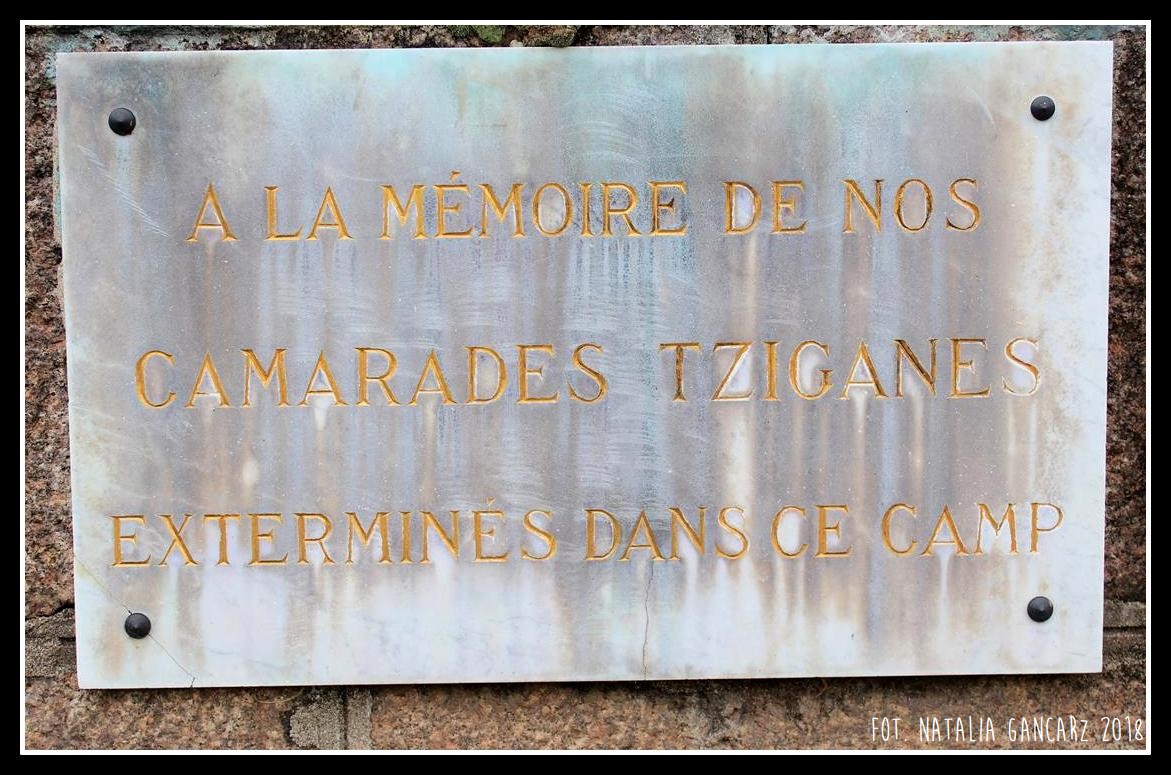 A LA MÉMOIRE DE NOS
CAMARADES TZIGANES
EXTERMINÉS DANS CE CAMP
FOT. NATALIA GANCARZ 2018